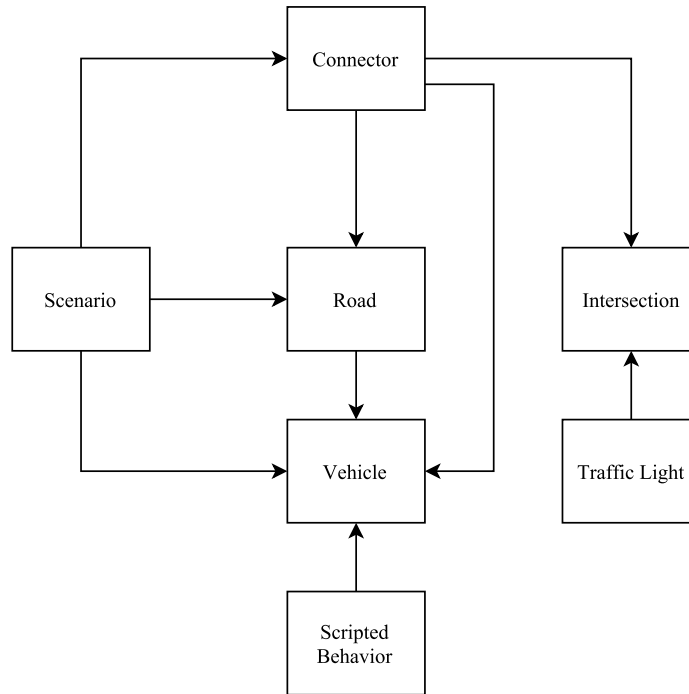 Connector
Scenario
Road
Intersection
Vehicle
Traffic Light
Scripted
Behavior